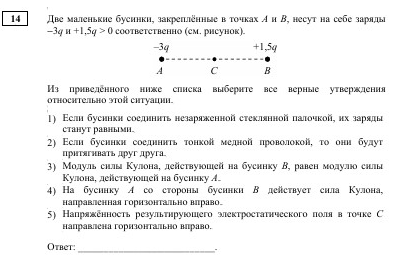 14
Две маленькие бусинки, закреплённые в точках A и B, несут на себе заряды
–3q и +1,5q > 0 соответственно (см. рисунок).
–3q +1,5q
A C B
Из приведённого ниже списка выберите все верные утверждения
относительно этой ситуации.
1) Если бусинки соединить незаряженной стеклянной палочкой, их заряды
станут равными.
2) Если бусинки соединить тонкой медной проволокой, то они будут
притягивать друг друга.
3) Модуль силы Кулона, действующей на бусинку B, равен модулю силы
Кулона, действующей на бусинку A.
4) На бусинку A со стороны бусинки B действует сила Кулона,
направленная горизонтально вправо.
5) Напряжённость результирующего электростатического поля в точке C
направлена горизонтально вправо.
Ответ: ____________________________.